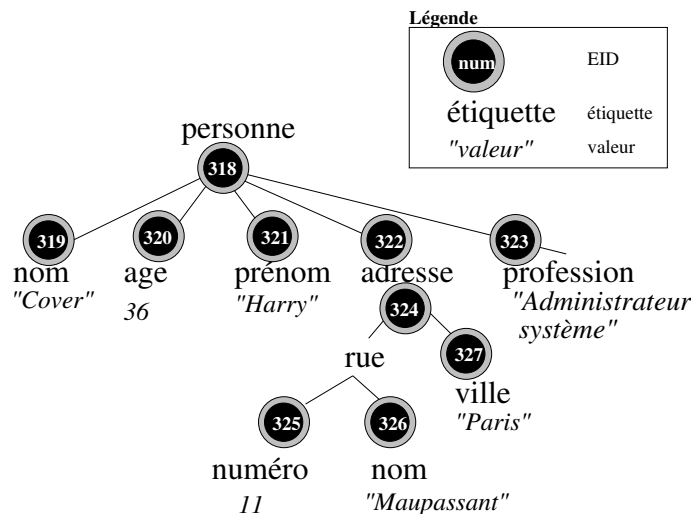 Légende
num EID
étiquette étiquette
"valeur" valeur
personne
318
319 320 321 322 323
nom age prénom adresse profession
"Cover" 36 "Harry" "Administrateur
système"
324
rue 327
ville
"Paris"
325 326
numéro nom
11 "Maupassant"